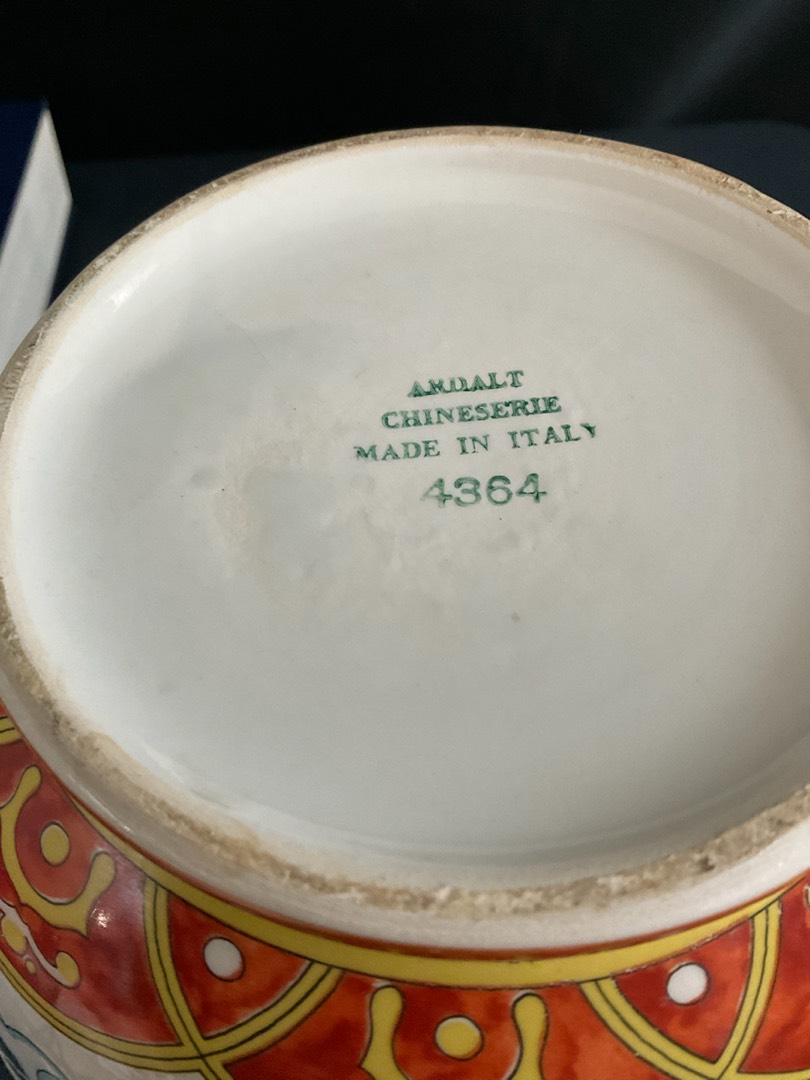 ARDALT
CHINESERIE
MADE IN ITALY
4364